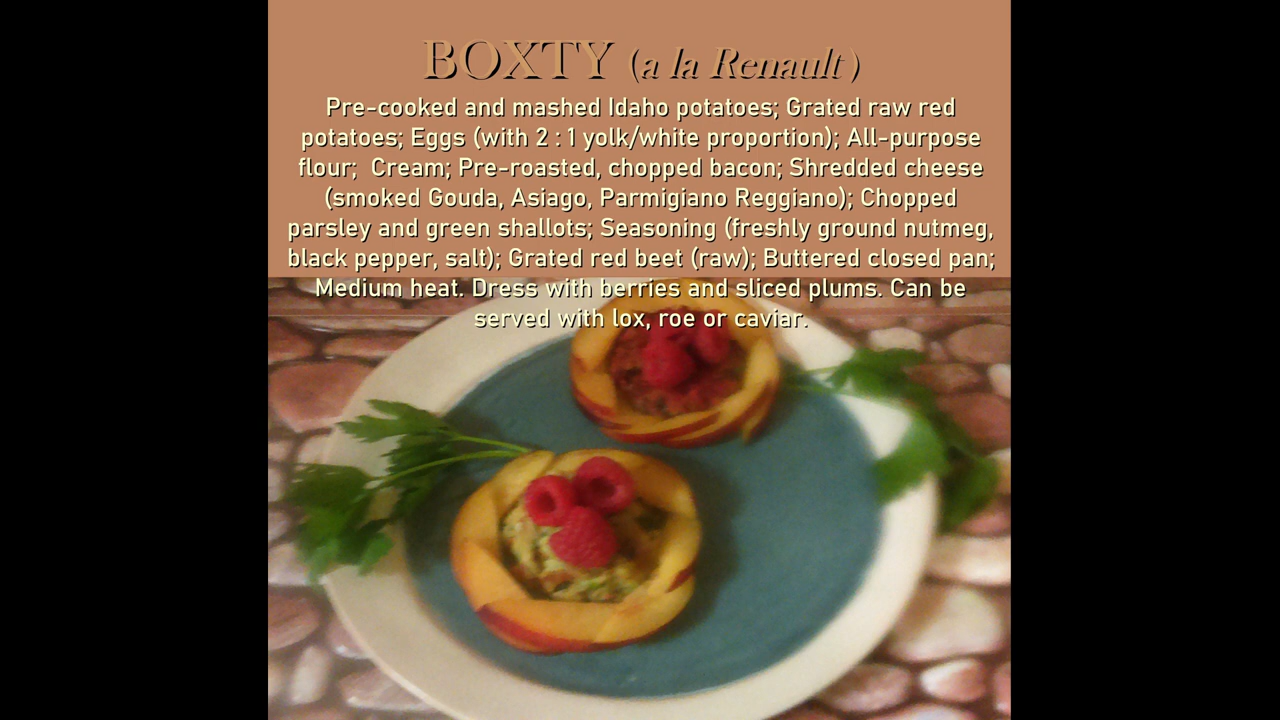 BOXTY (a la Renault )
Pre-cooked and mashed Idaho potatoes; Grated raw red
potatoes; Eggs (with 2 : 1 yolk/white proportion); All-purpose
flour;  Cream; Pre-roasted, chopped bacon; Shredded cheese
(smoked Gouda, Asiago, Parmigiano Reggiano); Chopped
parsley and green shallots; Seasoning (freshly ground nutmeg,
black pepper, salt); Grated red beet (raw); Buttered closed pan;
Medium heat. Dress with berries and sliced plums. Can be
served with lox, roe or caviar.